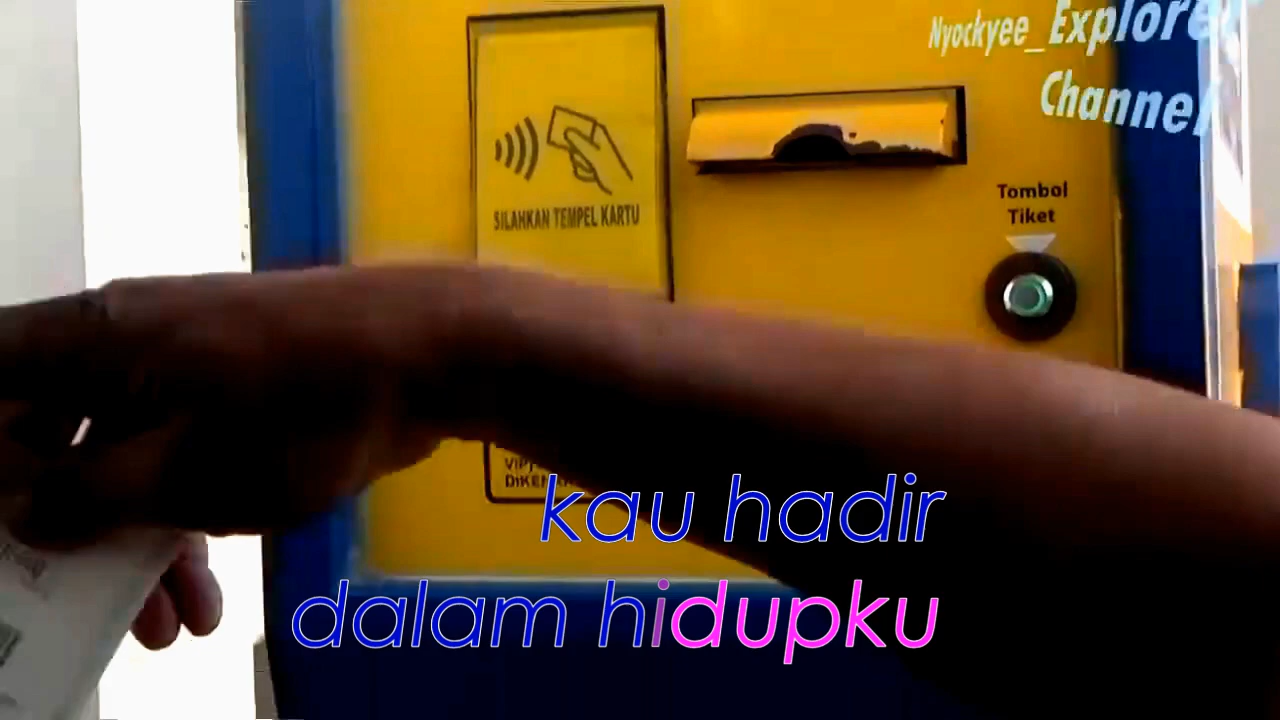 Nyockyee_Explorer
Channel
SILAHKAN TEMPEL KARTU
Tombol
Tiket
kau hadir
dalam hidupku